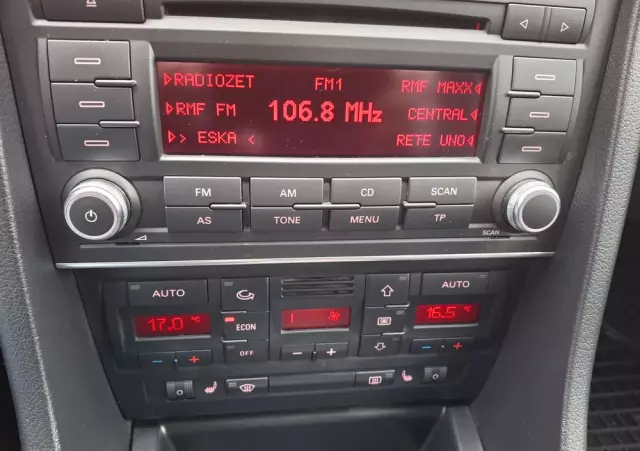 RADIOZET FM1 RMF MAXX
RMF FM 106.8 MHz CENTRAL
> ESKA < RETE UNO
FM AM CD SCAN
AS TONE MENU TP
SCAN
AUTO AUTO
17.0 °C ECON 1 16.5 °C
- + OFF - + - +